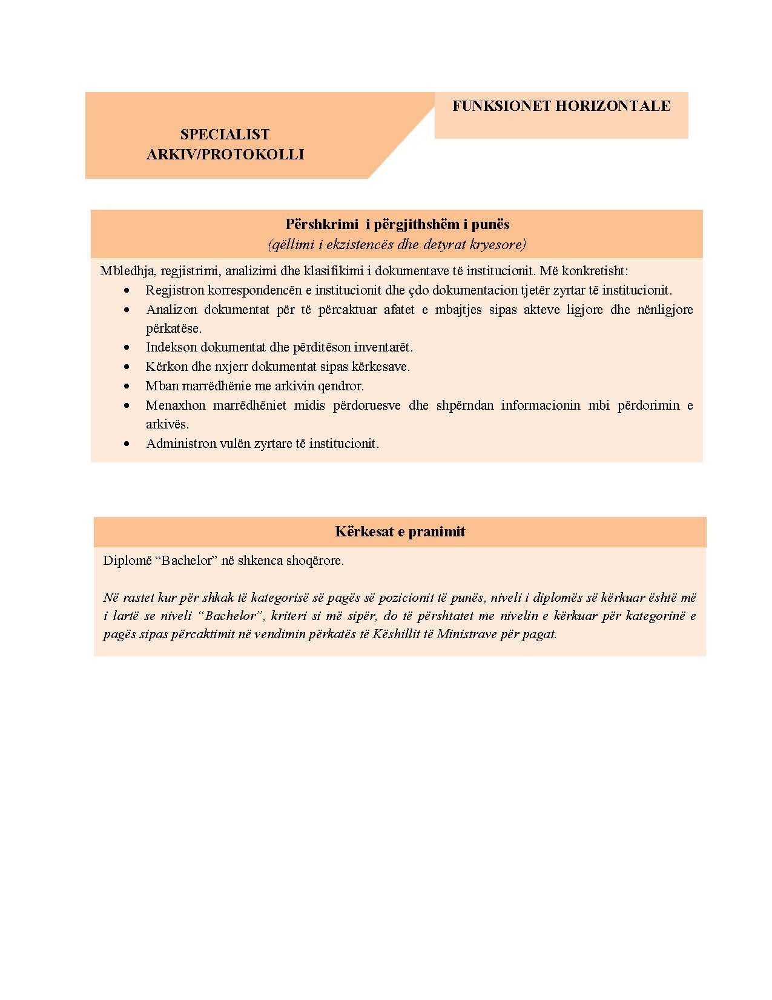 FUNKSIONET HORIZONTALE
SPECIALIST
ARKIV/PROTOKOLLI
Përshkrimi i përgjithshëm i punës
(qëllimi i ekzistencës dhe detyrat kryesore)
Mbledhja, regjistrimi, analizimi dhe klasifikimi i dokumentave të institucionit. Më konkretisht:
• Regjistron korrespondencën e institucionit dhe çdo dokumentacion tjetër zyrtar të institucionit.
• Analizon dokumentat për të përcaktuar afatet e mbajtjes sipas akteve ligjore dhe nënligjore
përkatëse.
• Indekson dokumentat dhe përditëson inventarët.
• Kërkon dhe nxjerr dokumentat sipas kërkesave.
• Mban marrëdhënie me arkivin qendror.
• Menaxhon marrëdhëniet midis përdoruesve dhe shpërndan informacionin mbi përdorimin e
arkivës.
• Administron vulën zyrtare të institucionit.
Kërkesat e pranimit
Diplomë “Bachelor” në shkenca shoqërore.
Në rastet kur për shkak të kategorisë së pagës së pozicionit të punës, niveli i diplomës së kërkuar është më
i lartë se niveli “Bachelor”, kriteri si më sipër, do të përshtatet me nivelin e kërkuar për kategorinë e
pagës sipas përcaktimit në vendimin përkatës të Këshillit të Ministrave për pagat.